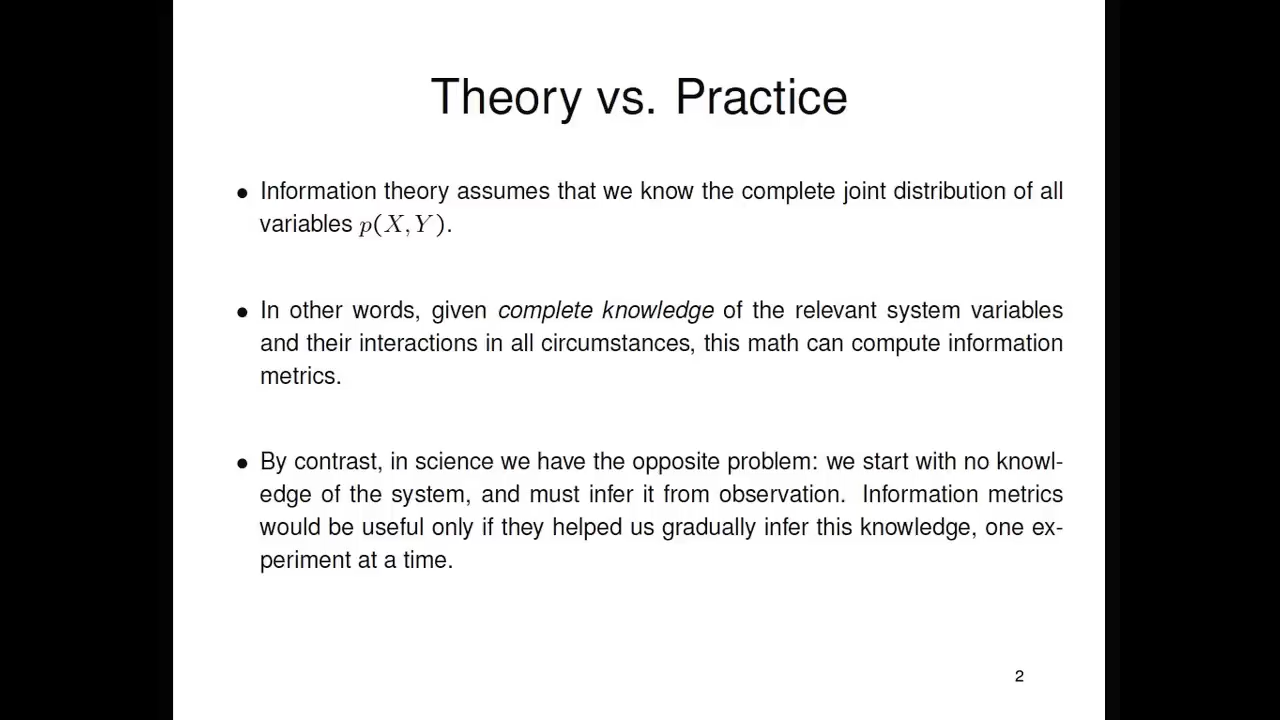 Theory vs. Practice
• Information theory assumes that we know the complete joint distribution of all
variables p(X, Y).
• In other words, given complete knowledge of the relevant system variables
and their interactions in all circumstances, this math can compute information
metrics.
• By contrast, in science we have the opposite problem: we start with no knowl-
edge of the system, and must infer it from observation. Information metrics
would be useful only if they helped us gradually infer this knowledge, one ex-
periment at a time.
2